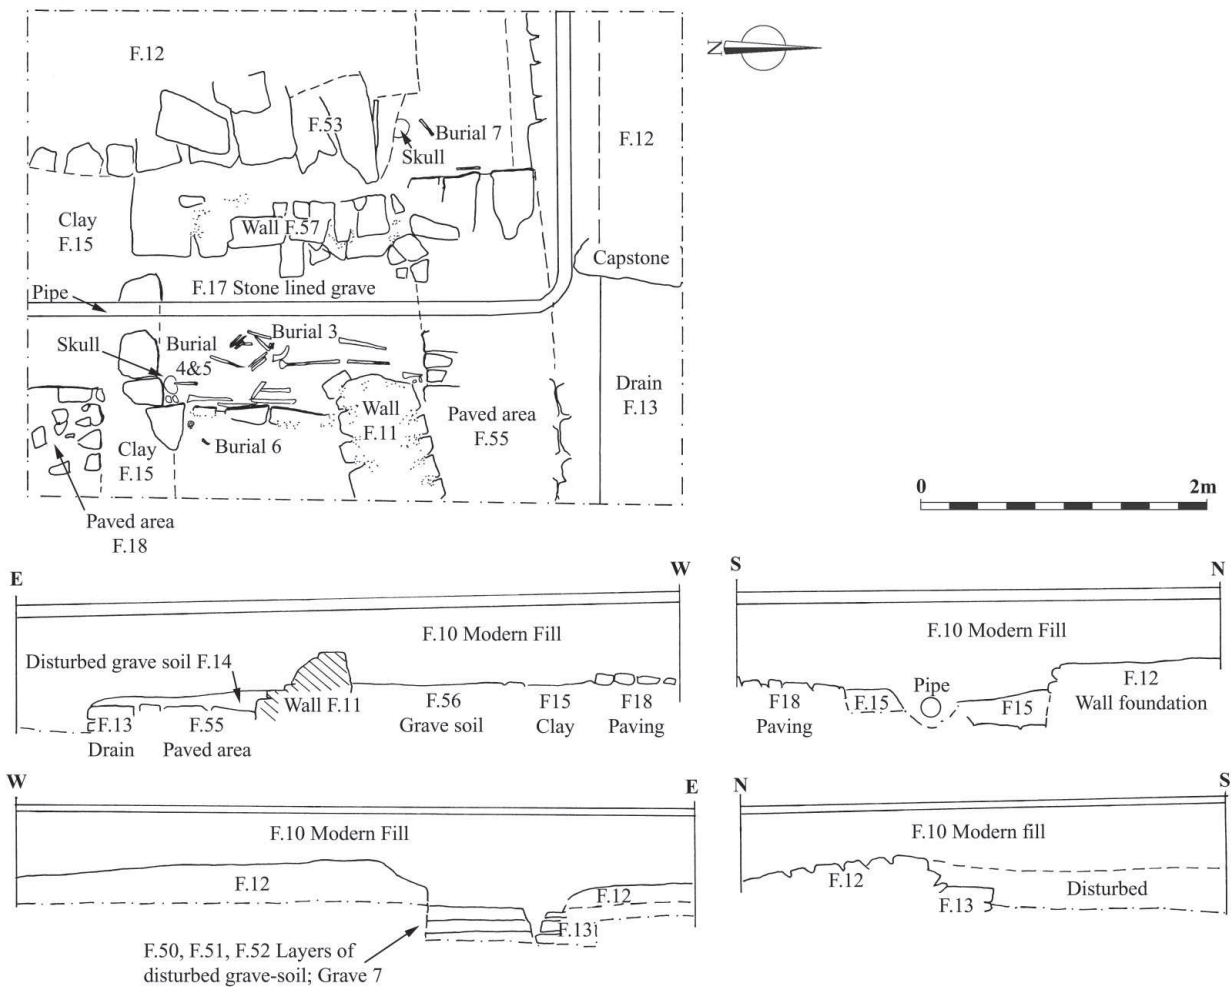 F.12
N
F.53
Burial 7
Skull
F.12
Clay
F.15
Wall F.57
Capstone
F.17 Stone lined grave
Pipe
Skull
Burial
4&5
Burial 3
Drain
F.13
Wall
F.11
Paved area
F.55
Clay
F.15
Burial 6
0
2m
Paved area
F.18
E
W
F.10 Modern Fill
Disturbed grave soil F.14
Wall F.11
F.13
Drain
F.55
Paved area
F.56
Grave soil
F15
Clay
F18
Paving
S
N
F.10 Modern Fill
F18
Paving
F.15
Pipe
F15
F.12
Wall foundation
W
E
F.10 Modern Fill
F.12
F.12
F.13
F.50, F.51, F.52 Layers of
disturbed grave-soil; Grave 7
N
S
F.10 Modern fill
F.12
F.13
Disturbed